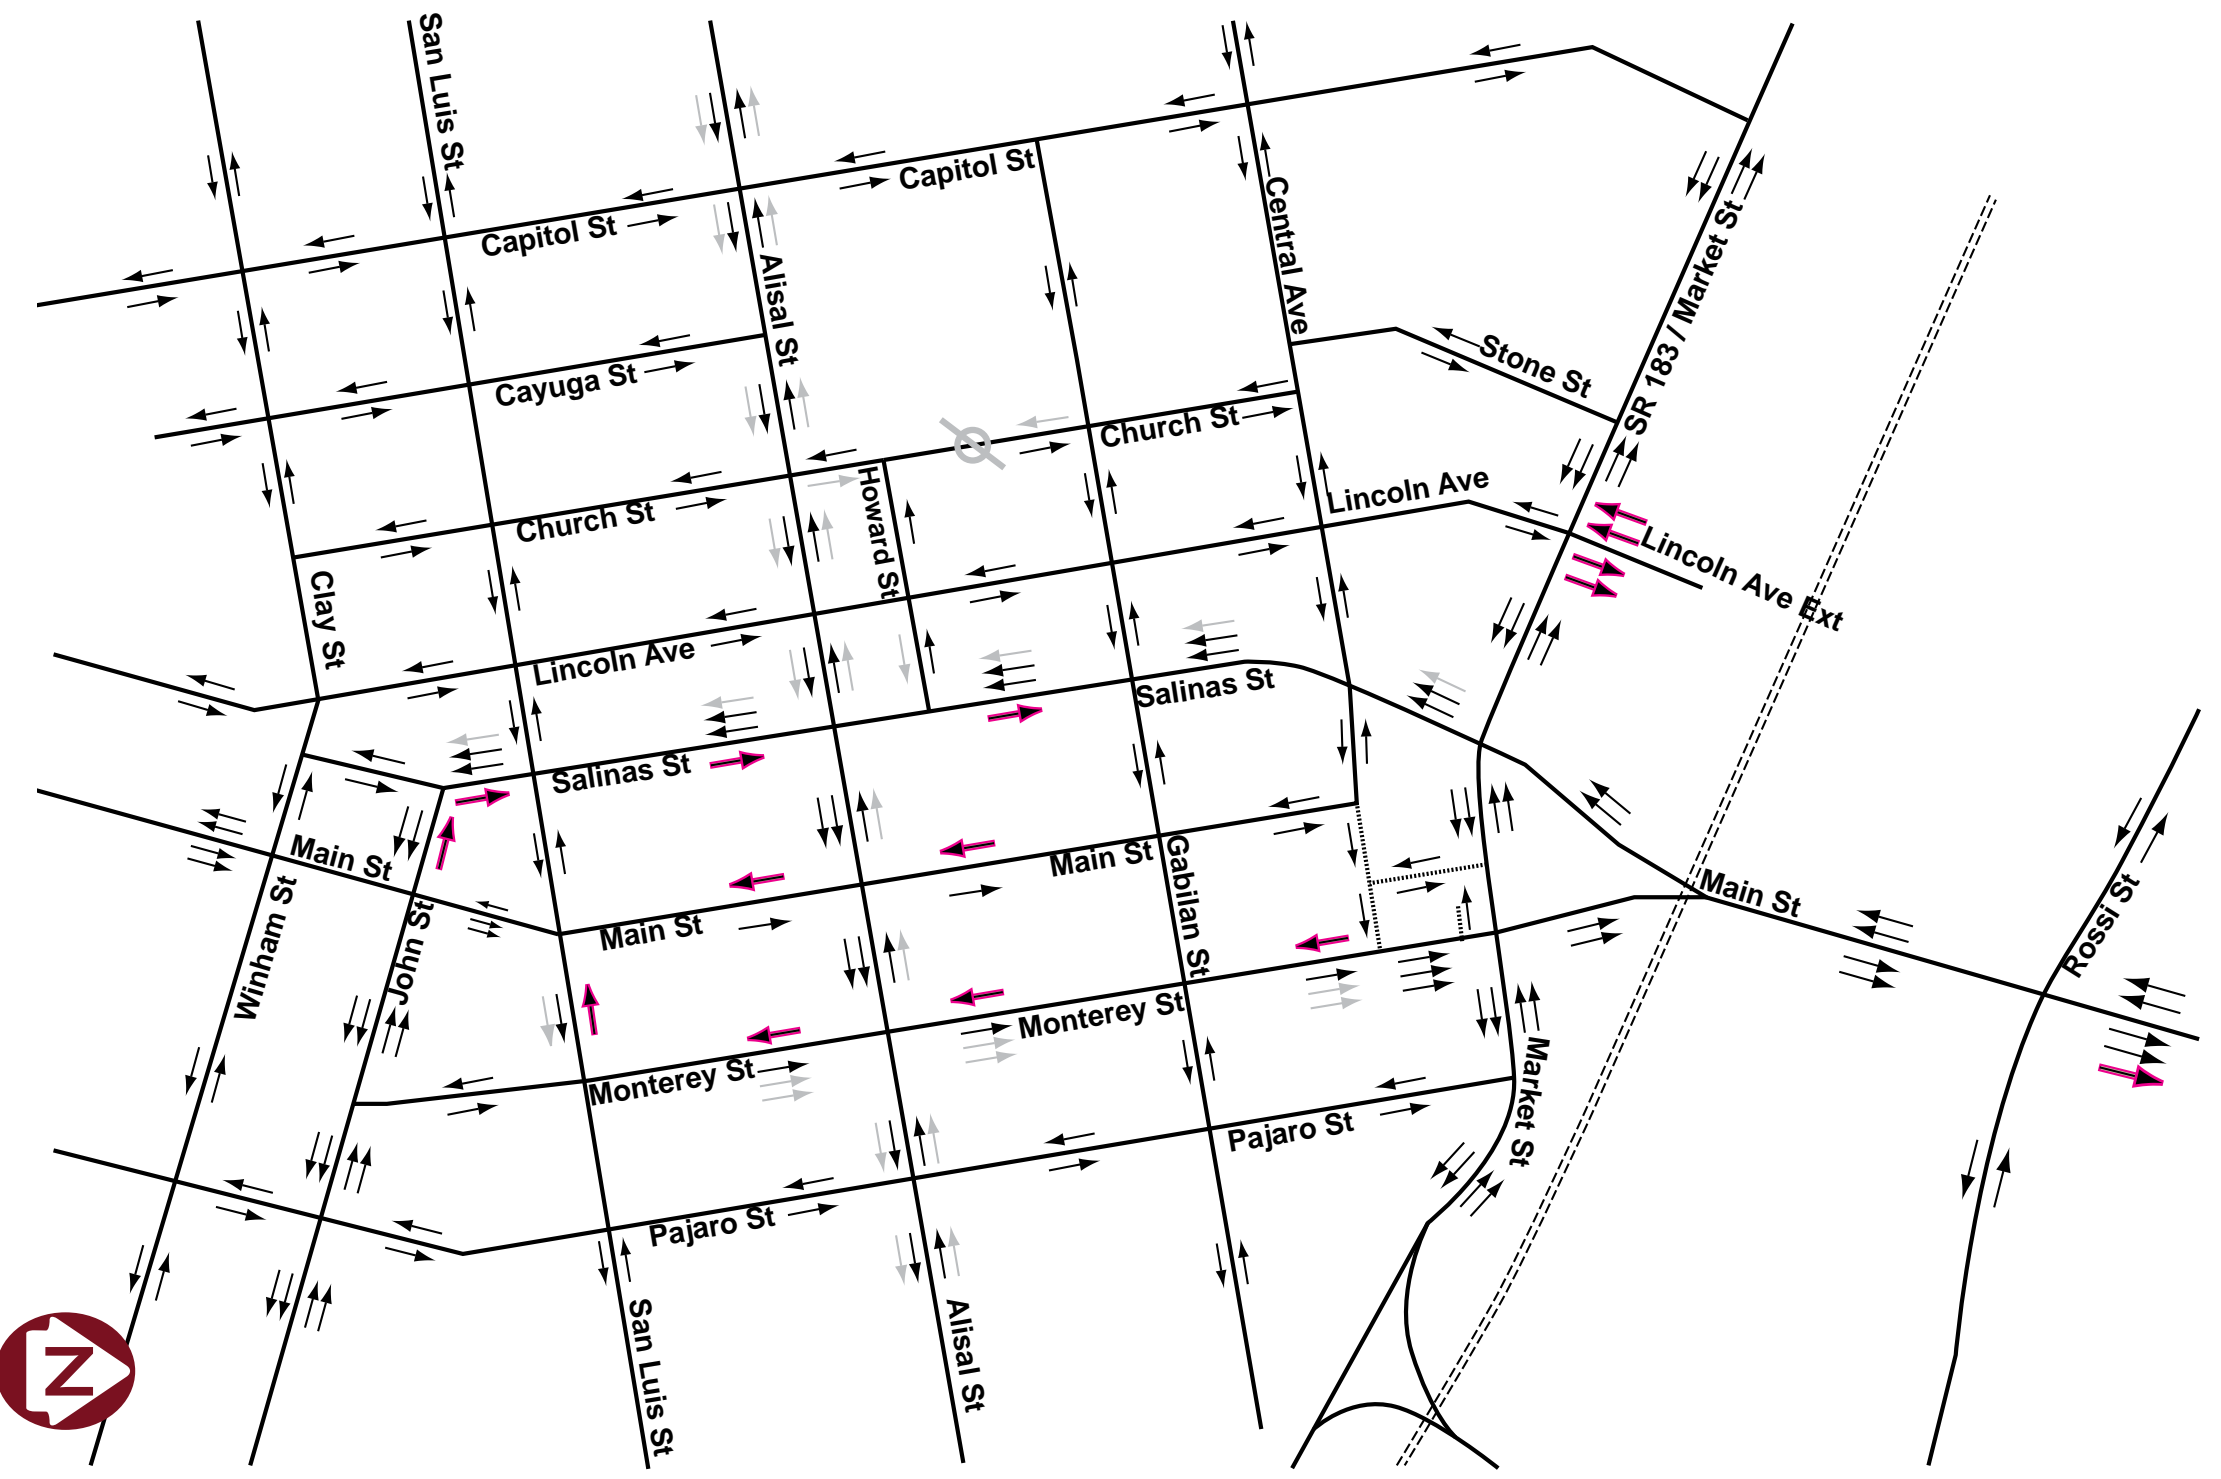 San Luis St
Capitol St
Capitol St
Central Ave
SR 183 / Market St
Alisal St
Cayuga St
Stone St
Church St
Church St
Howard St
Lincoln Ave
Lincoln Ave Ext
Clay St
Lincoln Ave
Salinas St
Salinas St
Main St
Main St
Main St
Main St
Gabilan St
Winham St
John St
Rossi St
Monterey St
Monterey St
Market St
Pajaro St
Pajaro St
San Luis St
Alisal St
N